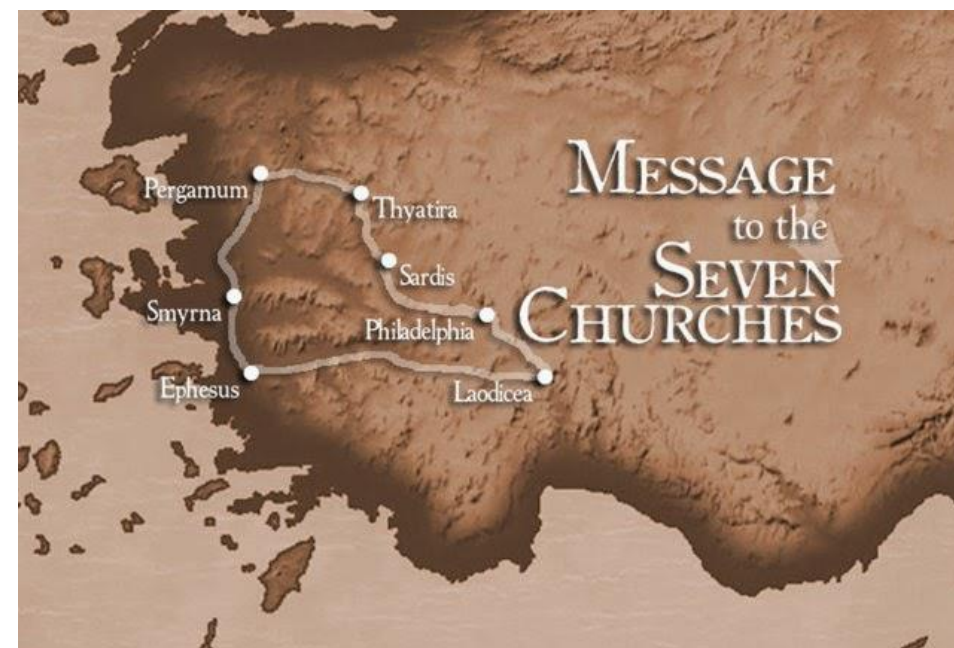 MESSAGE
to the
SEVEN
CHURCHES
Pergamum
Thyatira
Sardis
Smyrna
Philadelphia
Ephesus
Laodicea